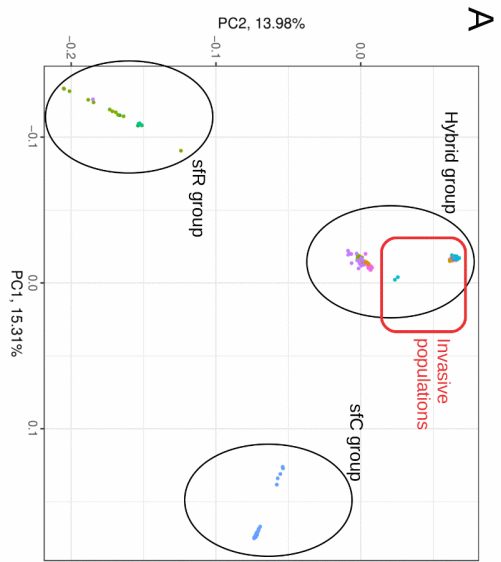 A
Hybrid group
Invasive
populations
sfR group
sfC group
0.0
−0.1
−0.2
PC2, 13.98%
−0.1
0.0
0.1
PC1, 15.31%